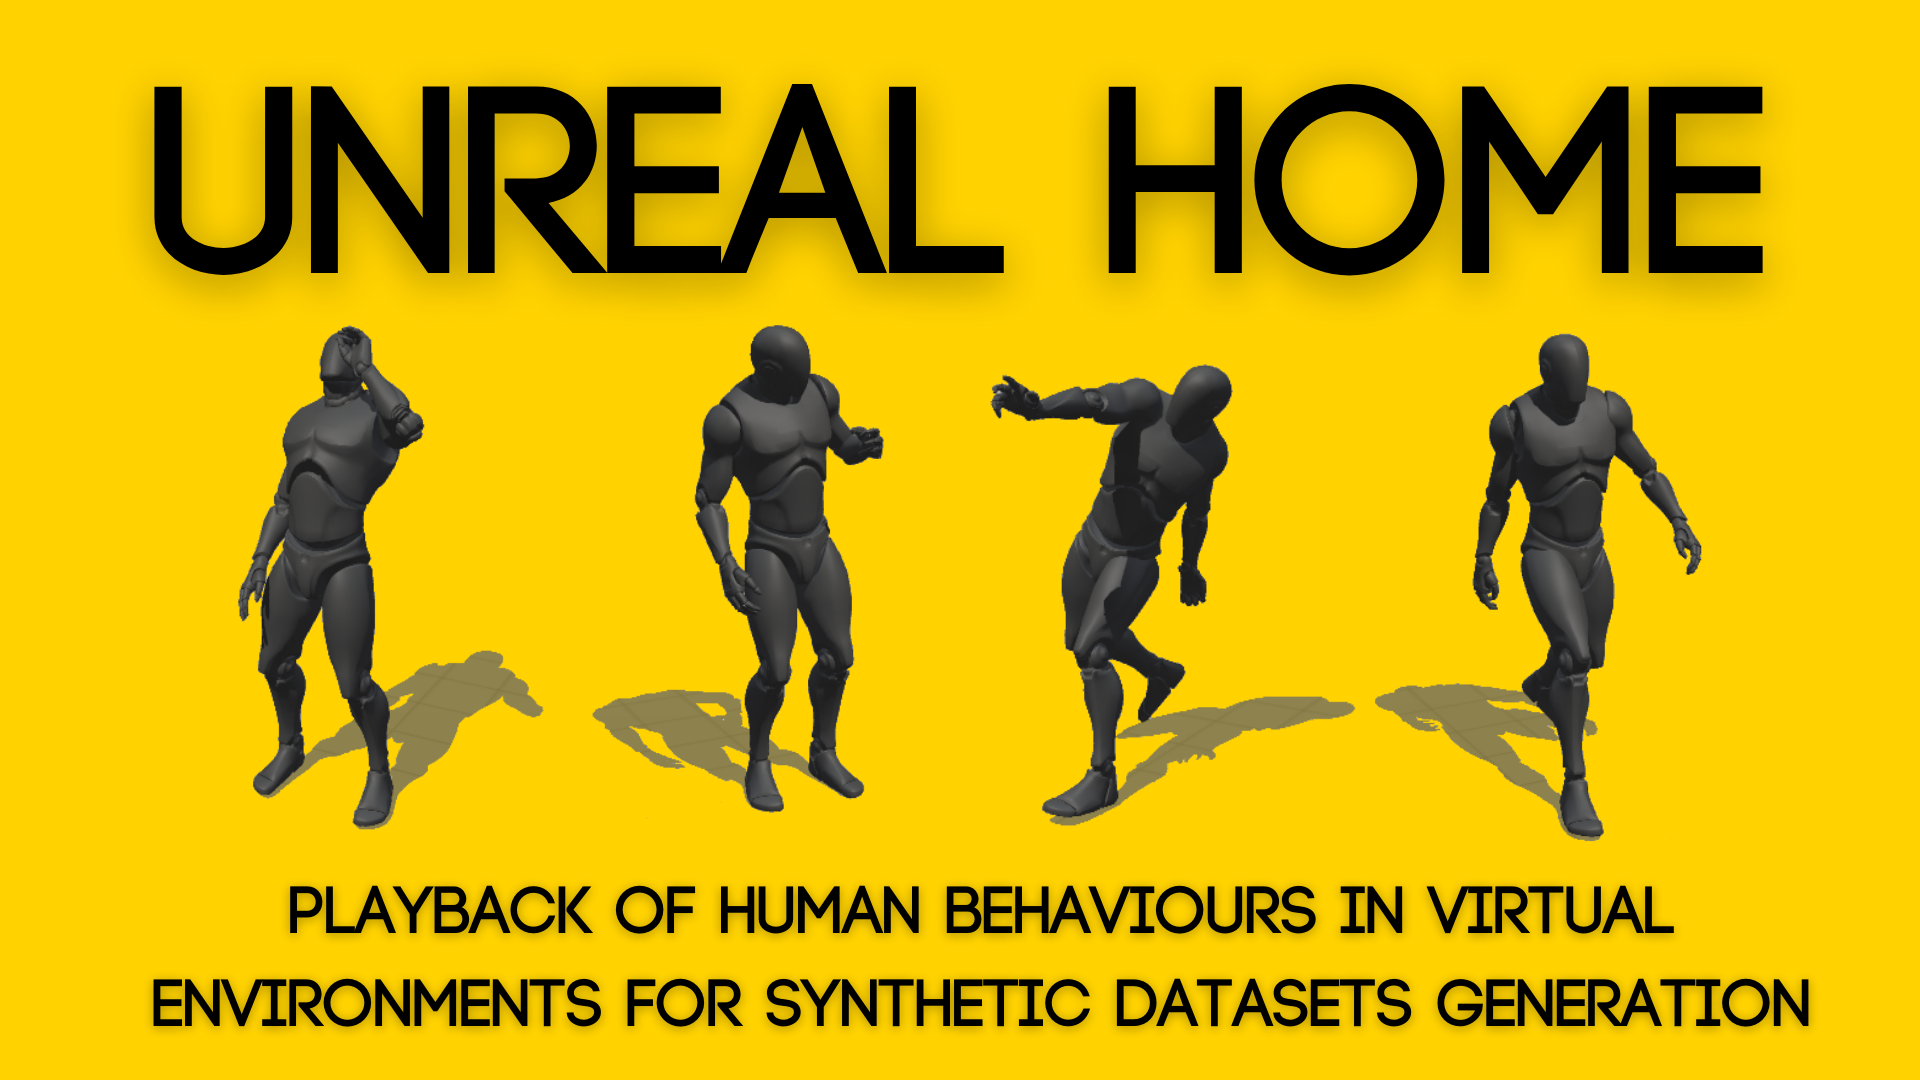 UNREAL HOME
PLAYBACK OF HUMAN BEHAVIOURS IN VIRTUAL
ENVIRONMENTS FOR SYNTHETIC DATASETS GENERATION